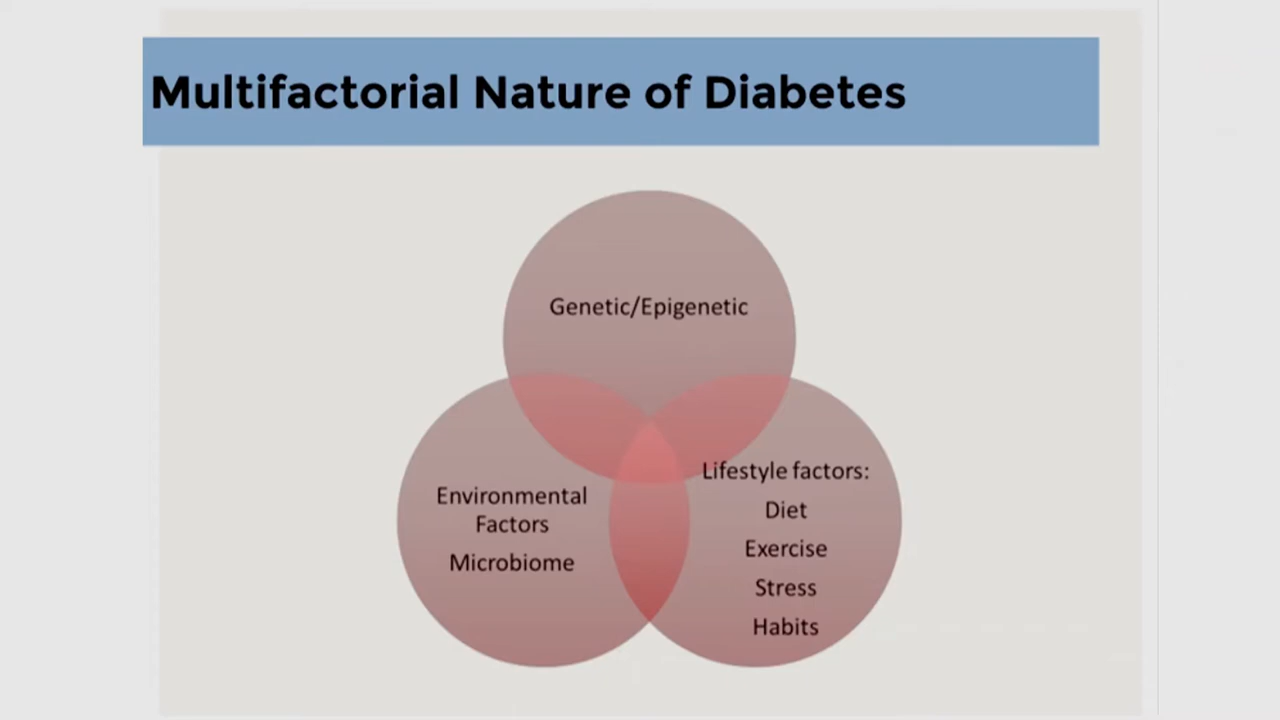 Multifactorial Nature of Diabetes
Genetic/Epigenetic
Environmental
Factors
Microbiome
Lifestyle factors:
Diet
Exercise
Stress
Habits